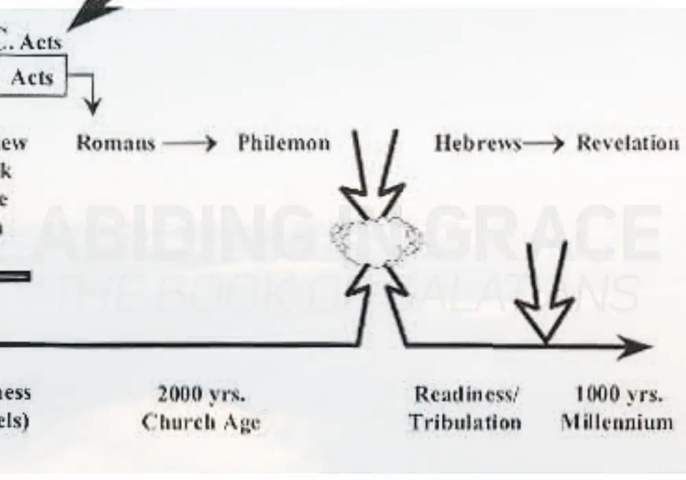 C. Acts
Acts
Romans → Philemon
Hebrews → Revelation
ew
k
e
ABIDING IN GRACE
THE BOOK OF GALATIANS
2000 yrs.
Church Age
Readiness/
Tribulation
1000 yrs.
Millennium
ness
els)